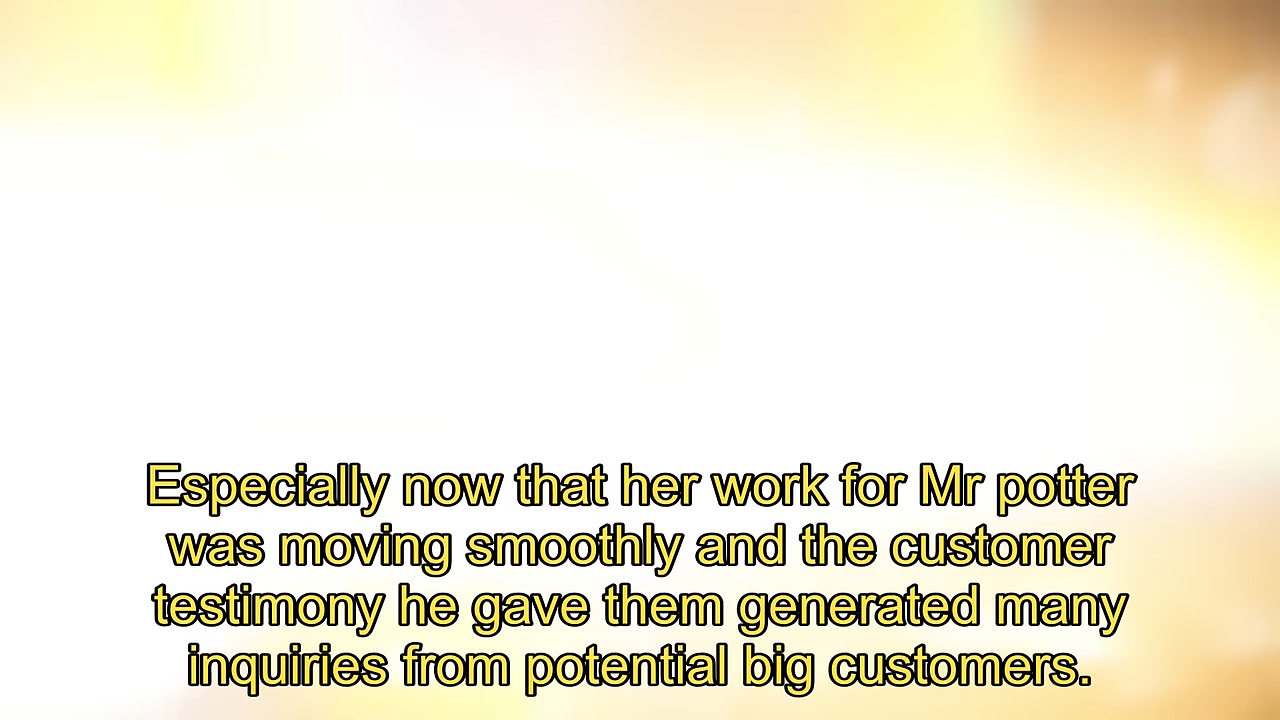 Especially now that her work for Mr potter
was moving smoothly and the customer
testimony he gave them generated many
inquiries from potential big customers.